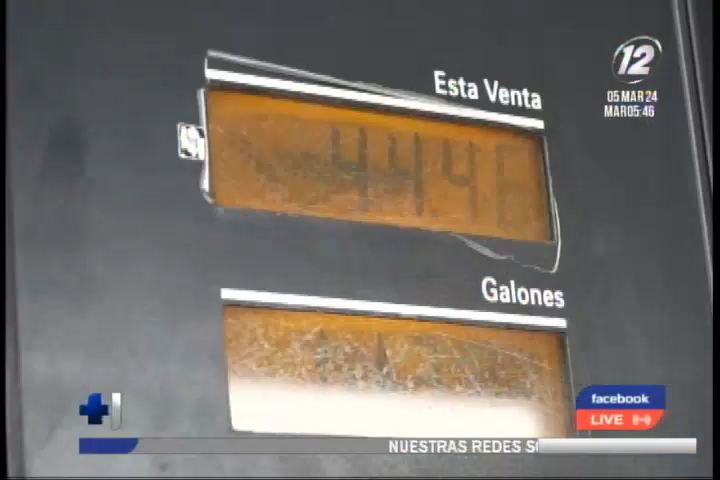 12
05 MAR 24
MAR 05:46
Esta Venta
444
Galones
facebook
LIVE
NUESTRAS REDES